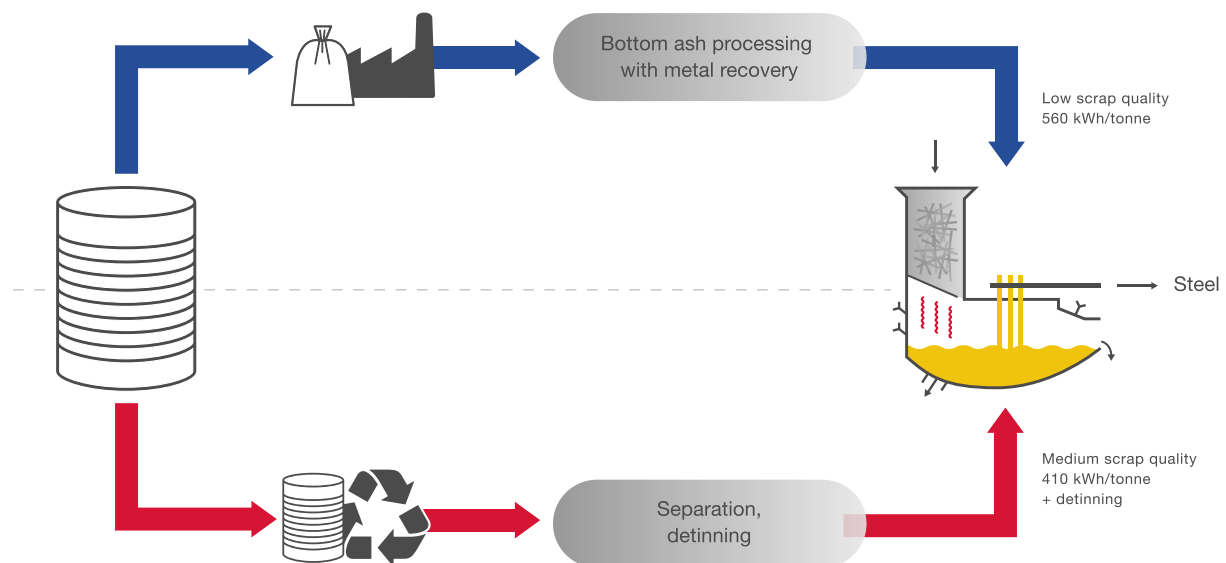 Bottom ash processing
with metal recovery
Low scrap quality
560 kWh/tonne
Steel
Medium scrap quality
410 kWh/tonne
+ detinning
Separation,
detinning